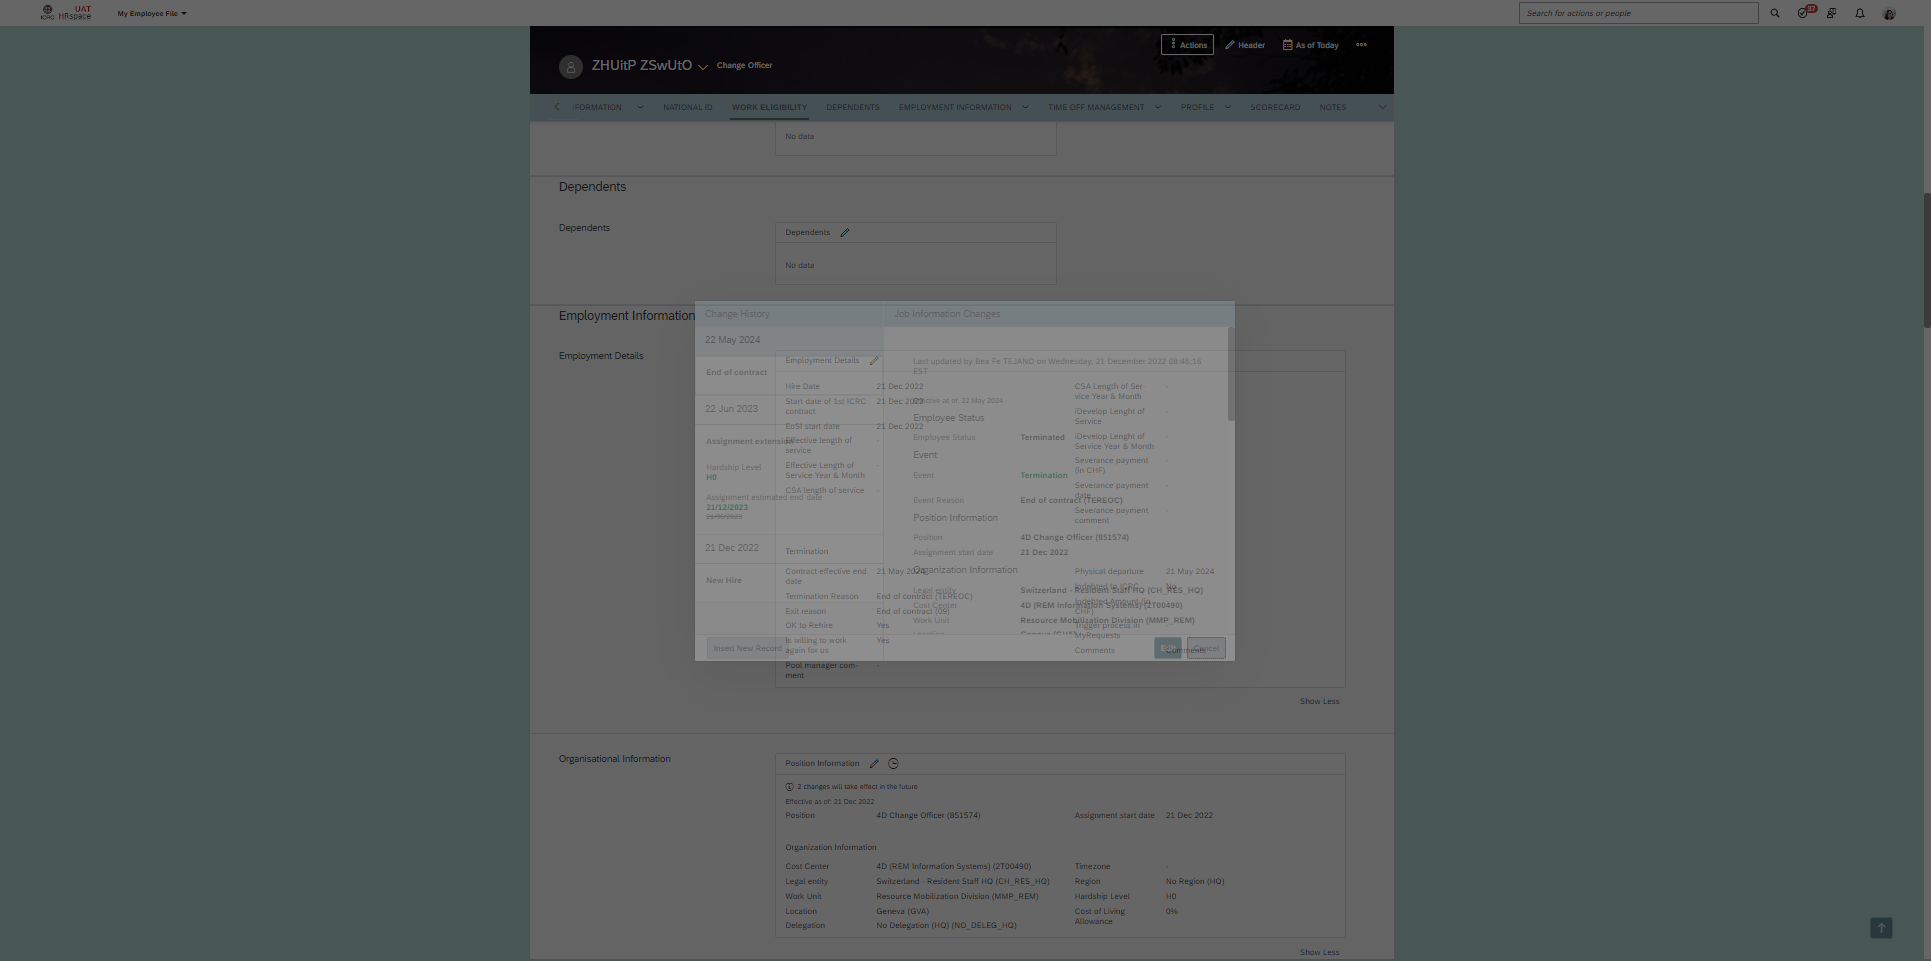 ICRC UAT HRspace
My Employee File
Search for actions or people
37
Actions
Header
As of Today
ZHUitP ZSwUtO
Change Officer
FORMATION
NATIONAL ID
WORK ELIGIBILITY
DEPENDENTS
EMPLOYMENT INFORMATION
TIME OFF MANAGEMENT
PROFILE
SCORECARD
NOTES
No data
Dependents
Dependents
Dependents
No data
Employment Information
Employment Details
Change History
22 May 2024
End of contract
22 Jun 2023
Assignment extension
Hardship Level
H0
Assignment estimated end date
21/12/2023
21 Dec 2022
New Hire
Insert New Record
Job Information Changes
Last updated by Bea Fe TEJANO on Wednesday, 21 December 2022 08:48:16
EST
Effective as of: 22 May 2024
Employee Status
Employee Status Terminated
Event
Event Termination
Event Reason End of contract (TEREOC)
Position Information
Position 4D Change Officer (851574)
Assignment start date 21 Dec 2022
Organization Information
Legal entity Switzerland - Resident Staff HQ (CH_RES_HQ)
Cost Center 4D (REM Information Systems) (2T00490)
Work Unit Resource Mobilization Division (MMP_REM)
Location Geneva (GVA)
Cancel
Employment Details
Hire Date 21 Dec 2022
Start date of 1st ICRC
contract 21 Dec 2022
EoSI start date 21 Dec 2022
Effective length of
service -
Effective Length of
Service Year & Month -
CSA length of service -
CSA Length of Ser-
vice Year & Month -
iDevelop Lenght of
Service -
iDevelop Lenght of
Service Year & Month -
Severance payment
(in CHF) -
Severance payment
date -
Severance payment
comment -
Termination
Contract effective end
date 21 May 2024
Termination Reason End of contract (TEREOC)
Exit reason End of contract (09)
OK to Rehire Yes
Is willing to work
again for us Yes
Pool manager com-
ment -
Physical departure 21 May 2024
Indebted to ICRC No
Indebted Amount (in
CHF) -
Trigger process in
MyRequests
Comments Comments
Show Less
Organisational Information
Position Information
2 changes will take effect in the future
Effective as of: 21 Dec 2022
Position 4D Change Officer (851574)
Assignment start date 21 Dec 2022
Organization Information
Cost Center 4D (REM Information Systems) (2T00490)
Timezone -
Legal entity Switzerland - Resident Staff HQ (CH_RES_HQ)
Region No Region (HQ)
Work Unit Resource Mobilization Division (MMP_REM)
Hardship Level H0
Location Geneva (GVA)
Cost of Living
Allowance 0%
Delegation No Delegation (HQ) (NO_DELEG_HQ)
Show Less